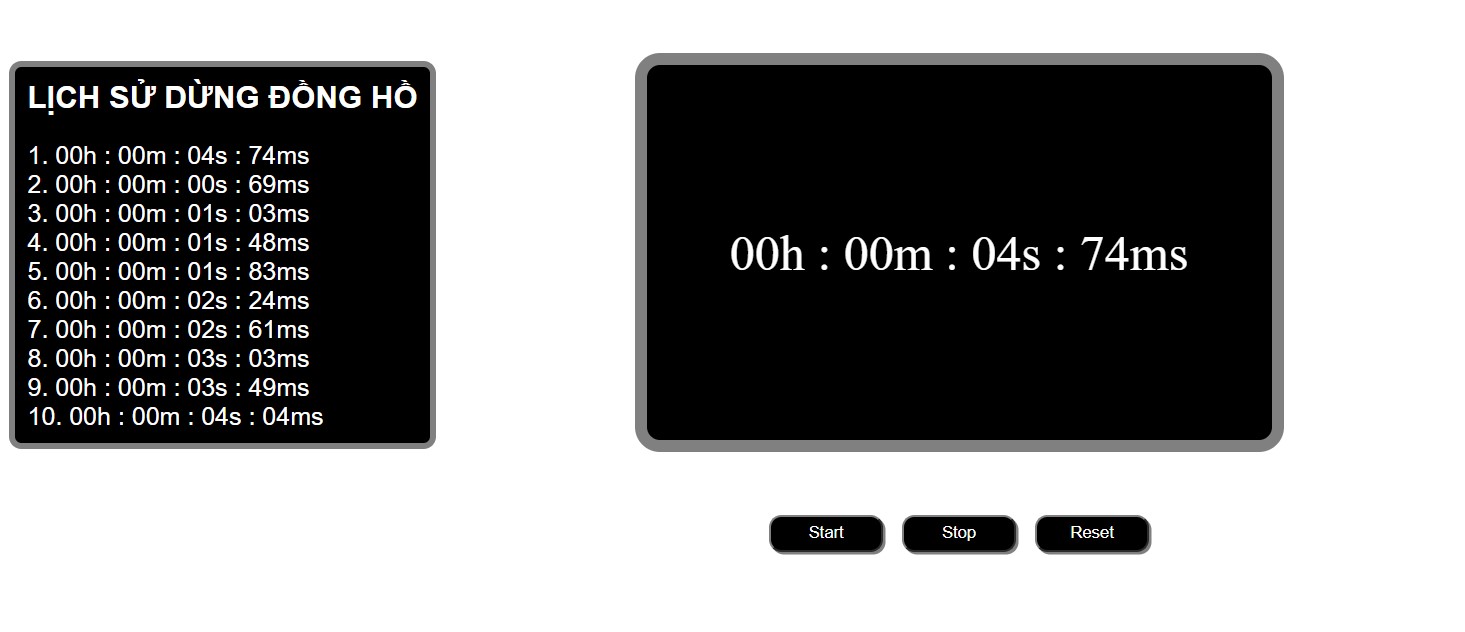 LỊCH SỬ DỪNG ĐỒNG HỒ
1. 00h : 00m : 04s : 74ms
2. 00h : 00m : 00s : 69ms
3. 00h : 00m : 01s : 03ms
4. 00h : 00m : 01s : 48ms
5. 00h : 00m : 01s : 83ms
6. 00h : 00m : 02s : 24ms
7. 00h : 00m : 02s : 61ms
8. 00h : 00m : 03s : 03ms
9. 00h : 00m : 03s : 49ms
10. 00h : 00m : 04s : 04ms
00h : 00m : 04s : 74ms
Start
Stop
Reset